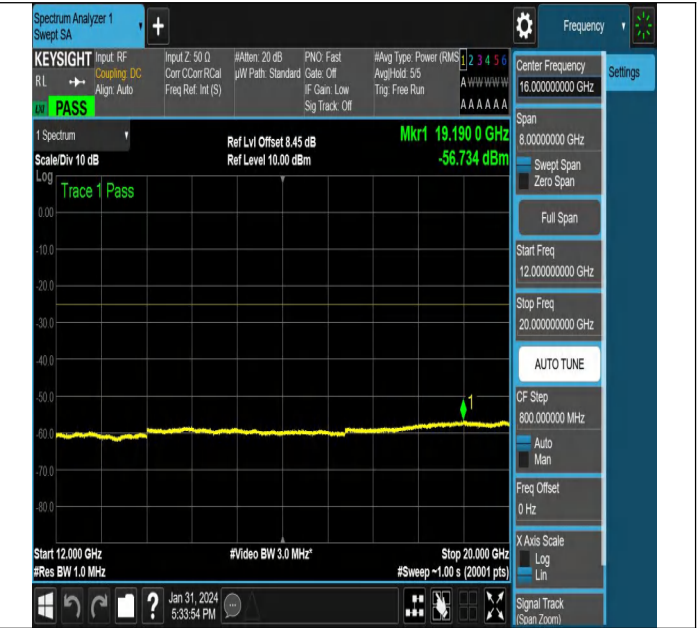 Spectrum Analyzer 1
Swept SA
+
Frequency
KEYSIGHT
RL
LXI PASS
Input: RF
Coupling: DC
Align: Auto
Input Z: 50 Ω
Corr CCorr RCal
Freq Ref: Int (S)
#Atten: 20 dB
µW Path: Standard
PNO: Fast
Gate: Off
IF Gain: Low
Sig Track: Off
#Avg Type: Power (RMS
Avg|Hold: 5/5
Trig: Free Run
1 2 3 4 5 6
A W W W W W
A A A A A A
1 Spectrum
Scale/Div 10 dB
Ref Lvl Offset 8.45 dB
Ref Level 10.00 dBm
Mkr1 19.190 0 GHz
-56.734 dBm
Log
Trace 1 Pass
0.00
-10.0
-20.0
-30.0
-40.0
-50.0
-60.0
-70.0
-80.0
1
Start 12.000 GHz
#Res BW 1.0 MHz
#Video BW 3.0 MHz*
Stop 20.000 GHz
#Sweep ~1.00 s (20001 pts)
?
Jan 31, 2024
5:33:54 PM
Center Frequency
16.000000000 GHz
Settings
Span
8.00000000 GHz
Swept Span
Zero Span
Full Span
Start Freq
12.000000000 GHz
Stop Freq
20.000000000 GHz
AUTO TUNE
CF Step
800.000000 MHz
Auto
Man
Freq Offset
0 Hz
X Axis Scale
Log
Lin
Signal Track
(Span Zoom)